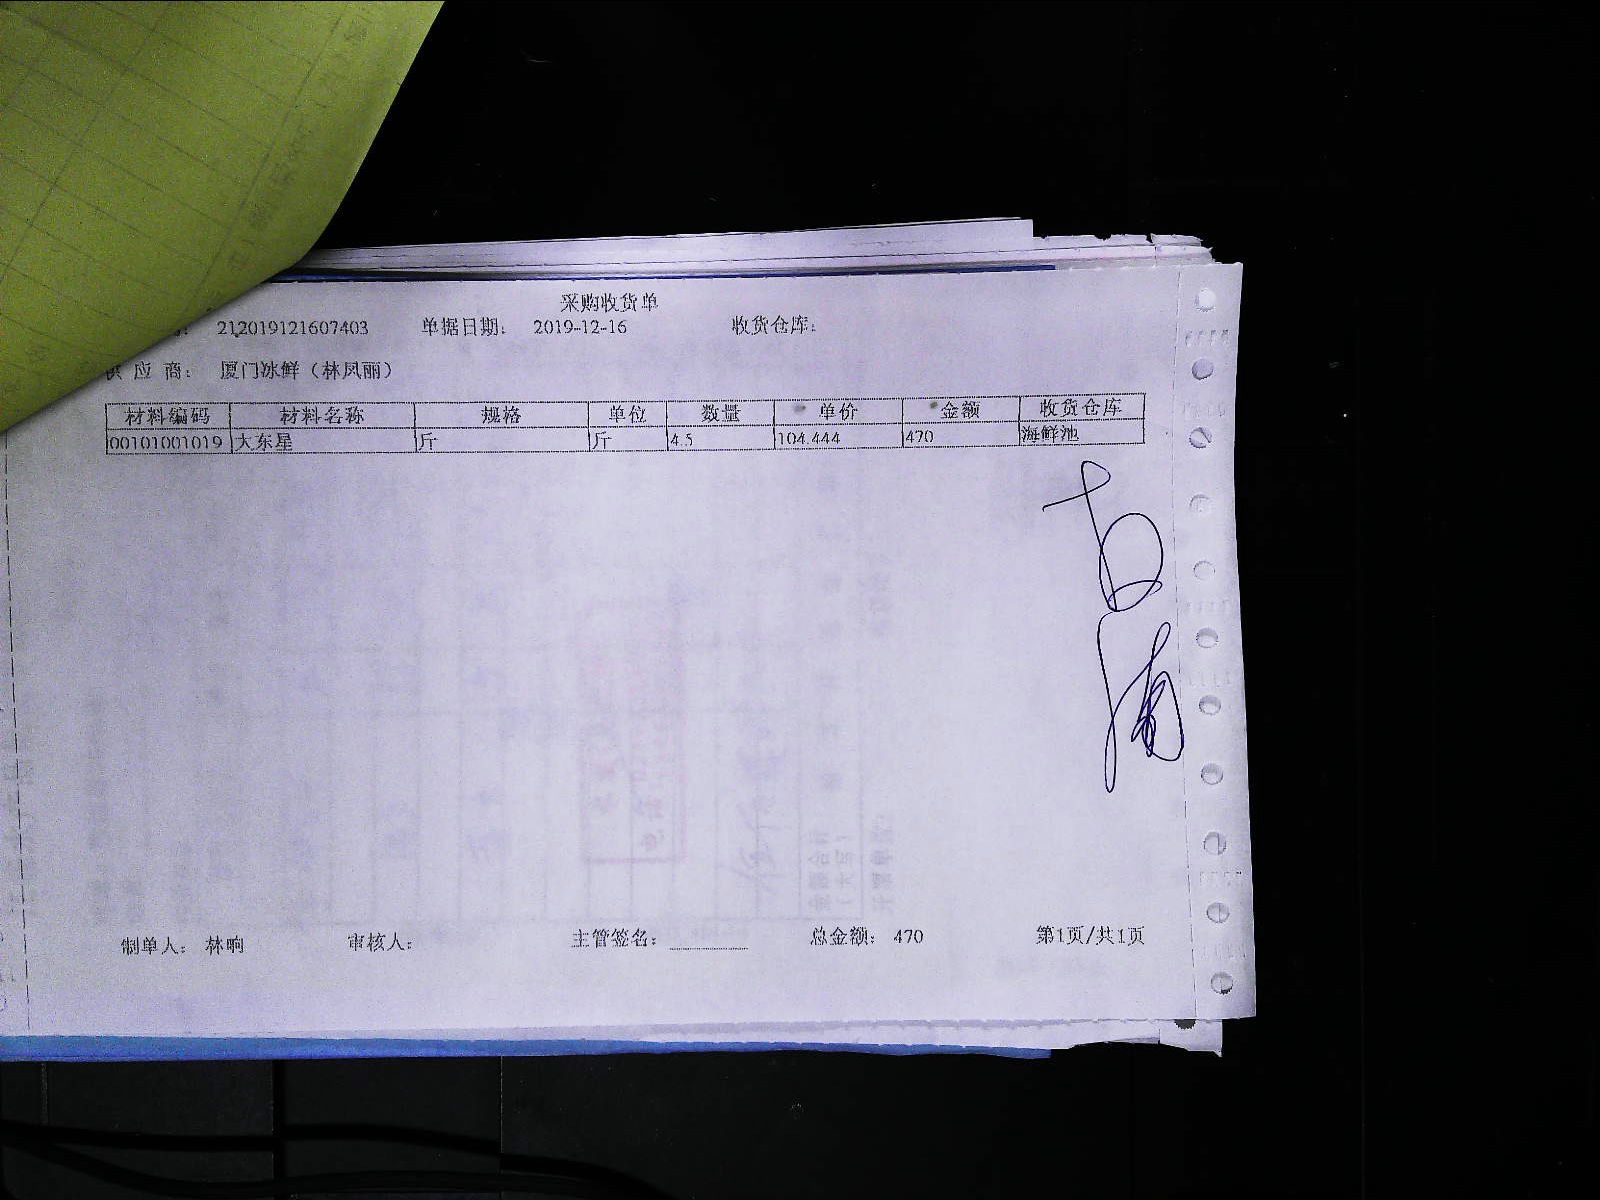 采购收货单
: 212019121607403 单据日期: 2019-12-16 收货仓库:
供 应 商: 厦门冰鲜（林凤丽）
材料编码 材料名称 规格 单位 数量 单价 金额 收货仓库
00101001019 大东星 斤 斤 4.5 104.444 470 海鲜池
制单人: 林晌 审核人: 主管签名: 总金额: 470 第1页/共1页